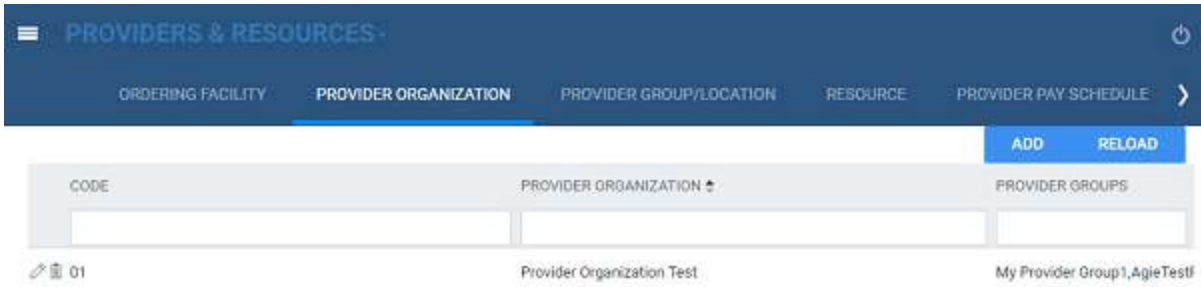 PROVIDERS & RESOURCES
ORDERING FACILITY PROVIDER ORGANIZATION PROVIDER GROUP/LOCATION RESOURCE PROVIDER PAY SCHEDULE
ADD RELOAD
CODE PROVIDER ORGANIZATION PROVIDER GROUPS
01 Provider Organization Test My Provider Group1,AgieTest